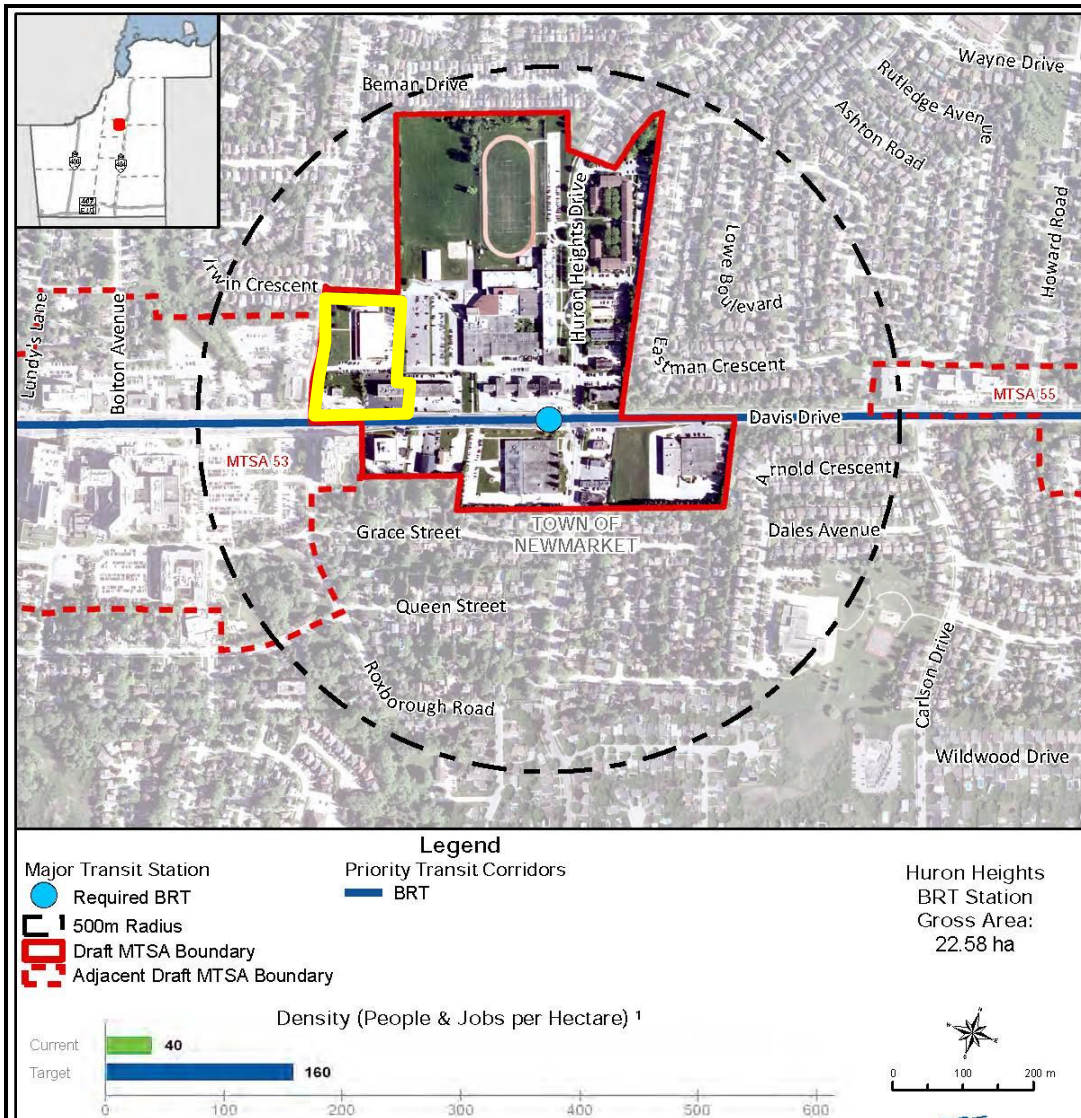 Wayne Drive
Beman Drive
Rutledge Avenue
Ashton Road
Huron Heights Drive
Howard Road
Lowe Boulevard
Irwin Crescent
Lundy's Lane
Bolton Avenue
Eastman Crescent
MTSA 55
Davis Drive
MTSA 53
Arnold Crescent
Grace Street
TOWN OF
NEWMARKET
Dales Avenue
Queen Street
Roxborough Road
Carlson Drive
Wildwood Drive
Legend
Major Transit Station
Required BRT
500m Radius
Draft MTSA Boundary
Adjacent Draft MTSA Boundary
Priority Transit Corridors
BRT
Huron Heights
BRT Station
Gross Area:
22.58 ha
Density (People & Jobs per Hectare) 1
Current 40
Target 160
0 100 200 300 400 500 600
0 100 200 m